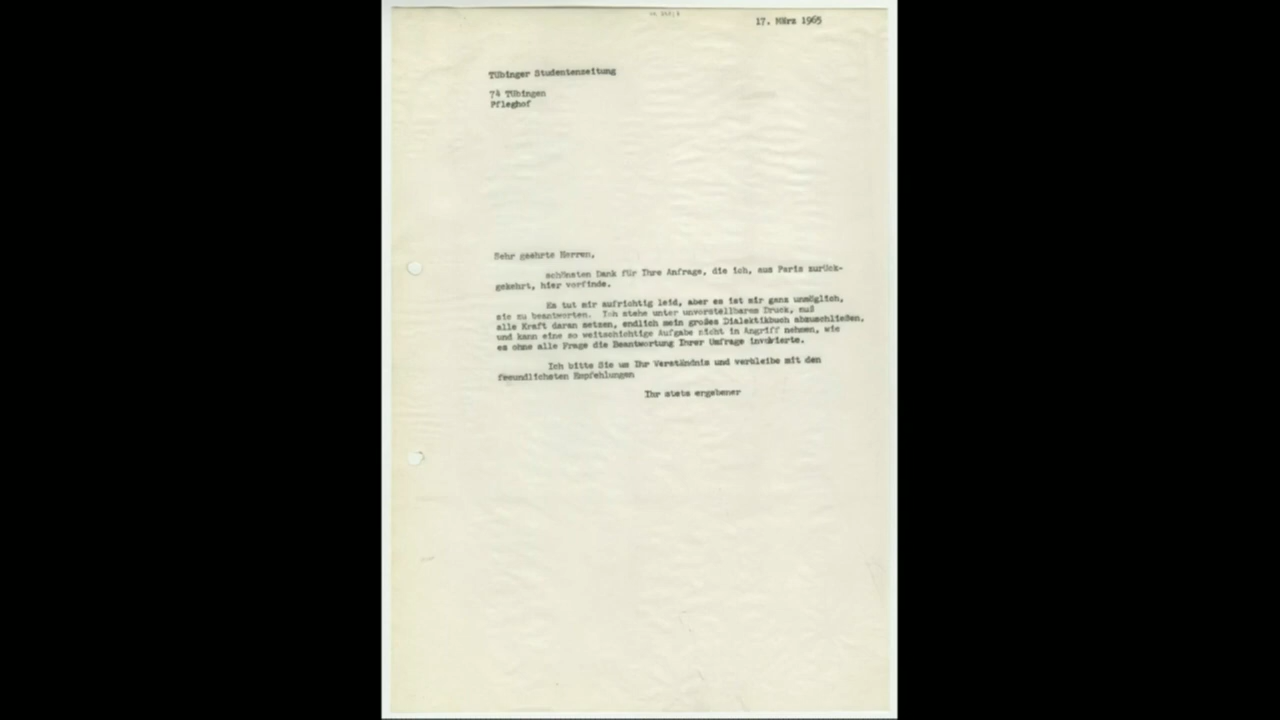 17. März 1965
Tübinger Studentenzeitung
74 Tübingen
Pfleghof
Sehr geehrte Herren,
schönsten Dank für Ihre Anfrage, die ich, aus Paris zurück-
gekehrt, hier vorfinde.
Es tut mir aufrichtig leid, aber es ist mir ganz unmöglich,
sie zu beantworten. Ich stehe unter unvorstellbarem Druck, muß
alle Kraft daran setzen, endlich mein großes Dialektikbuch abzuschließen,
und kann eine so weitschichtige Aufgabe nicht in Angriff nehmen, wie
es ohne alle Frage die Beantwortung Ihrer Umfrage involvierte.
Ich bitte Sie um Ihr Verständnis und verbleibe mit den
freundlichsten Empfehlungen
Ihr stets ergebener